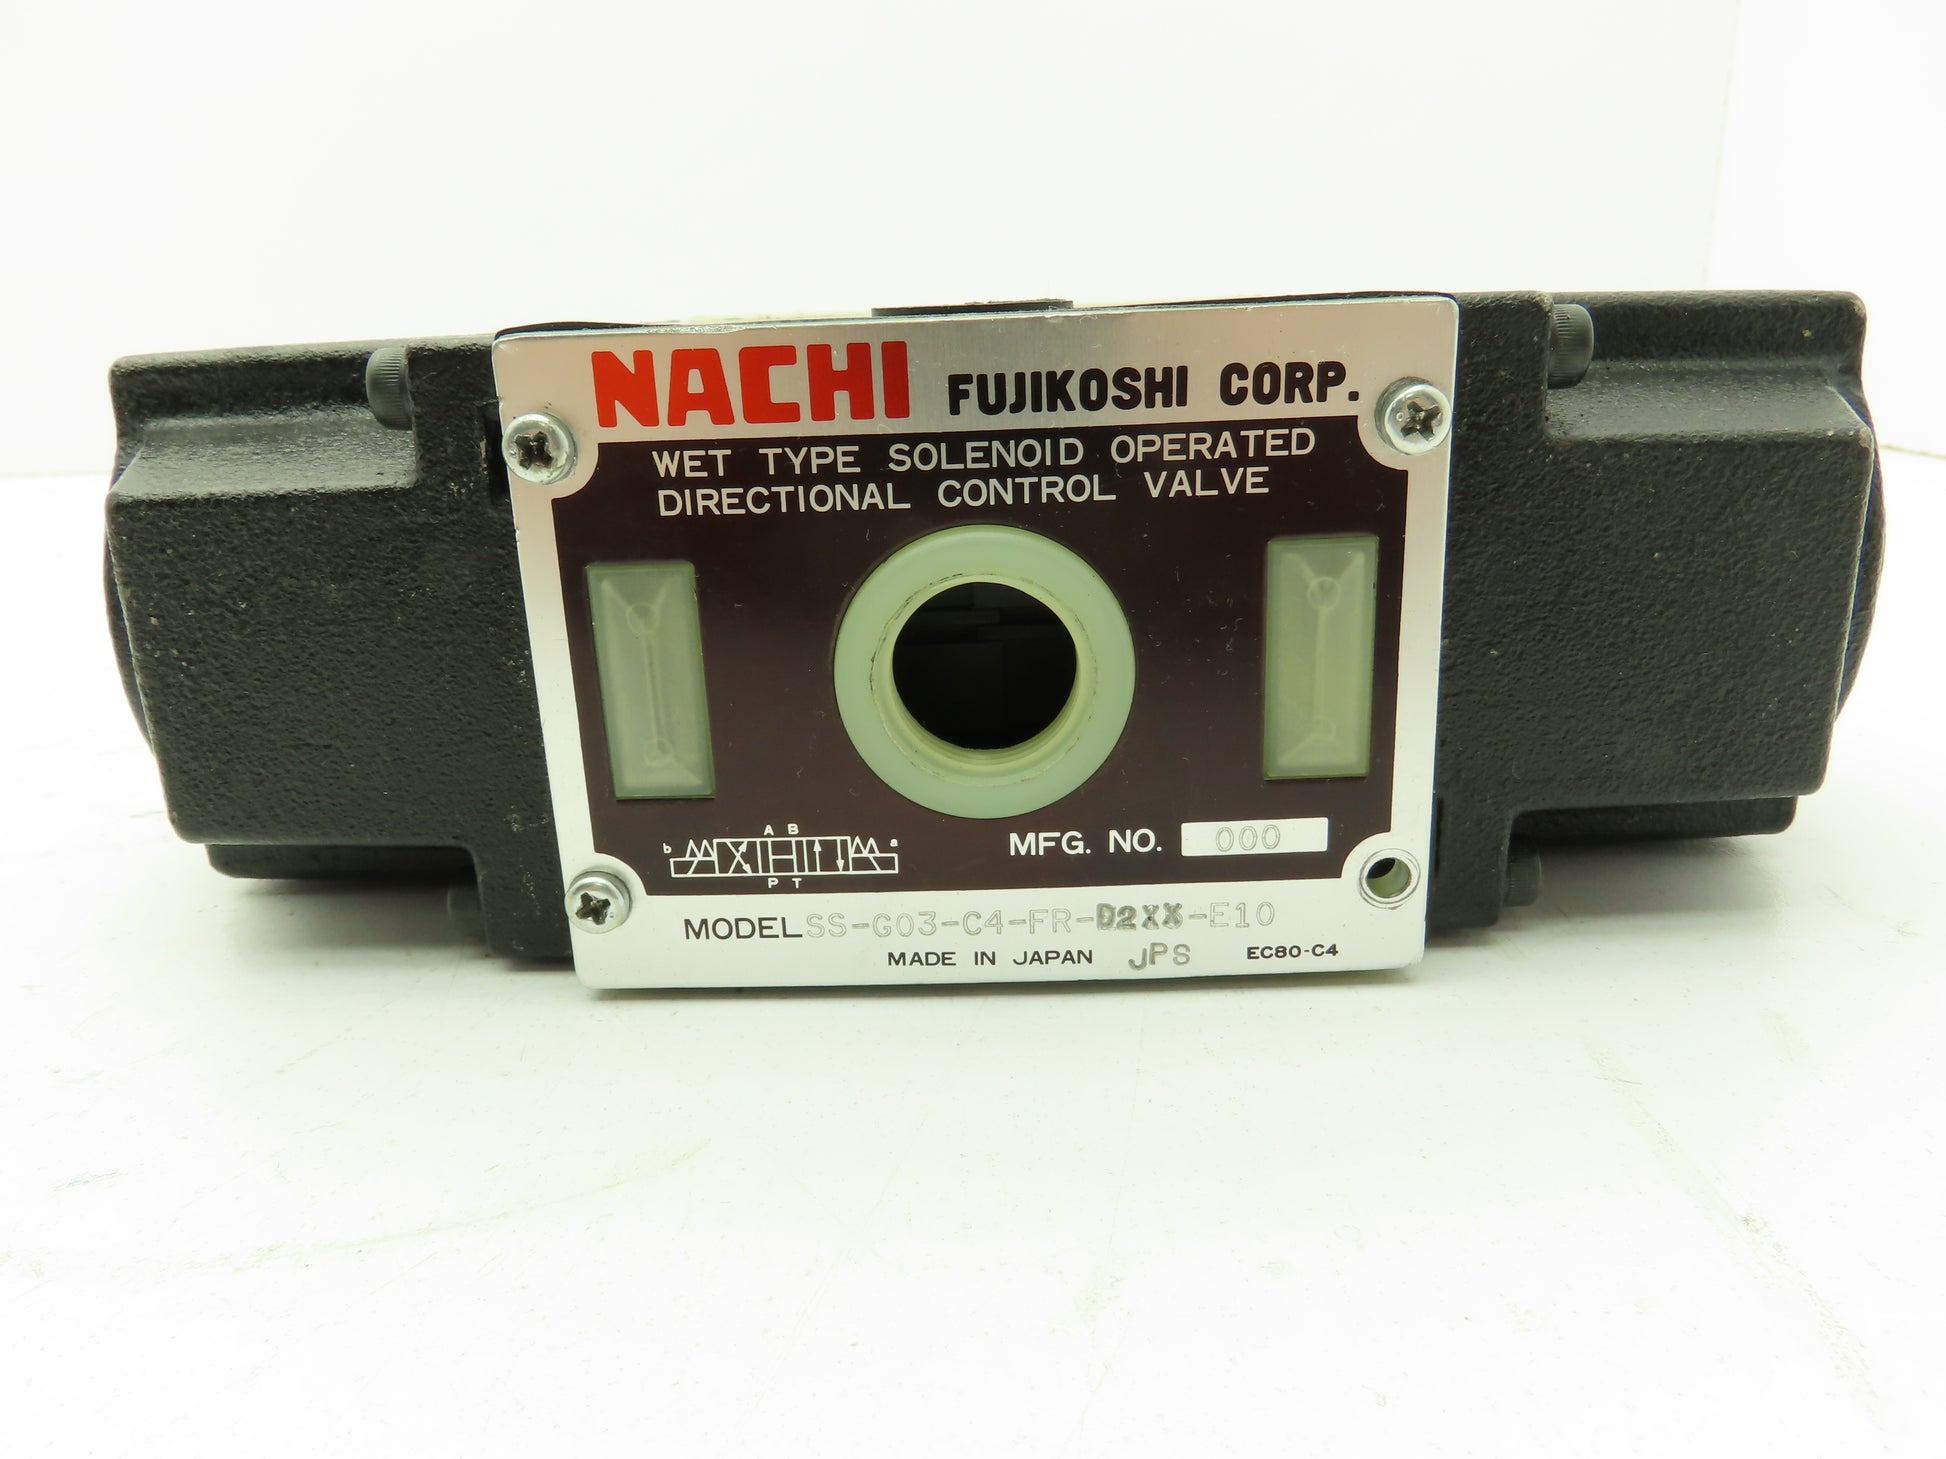 NACHI FUJIKOSHI CORP.
WET TYPE SOLENOID OPERATED
DIRECTIONAL CONTROL VALVE
A B
b a
P T
MFG. NO. 000
MODEL SS-G03-C4-FR-D2XX-E10
MADE IN JAPAN JPS EC80-C4